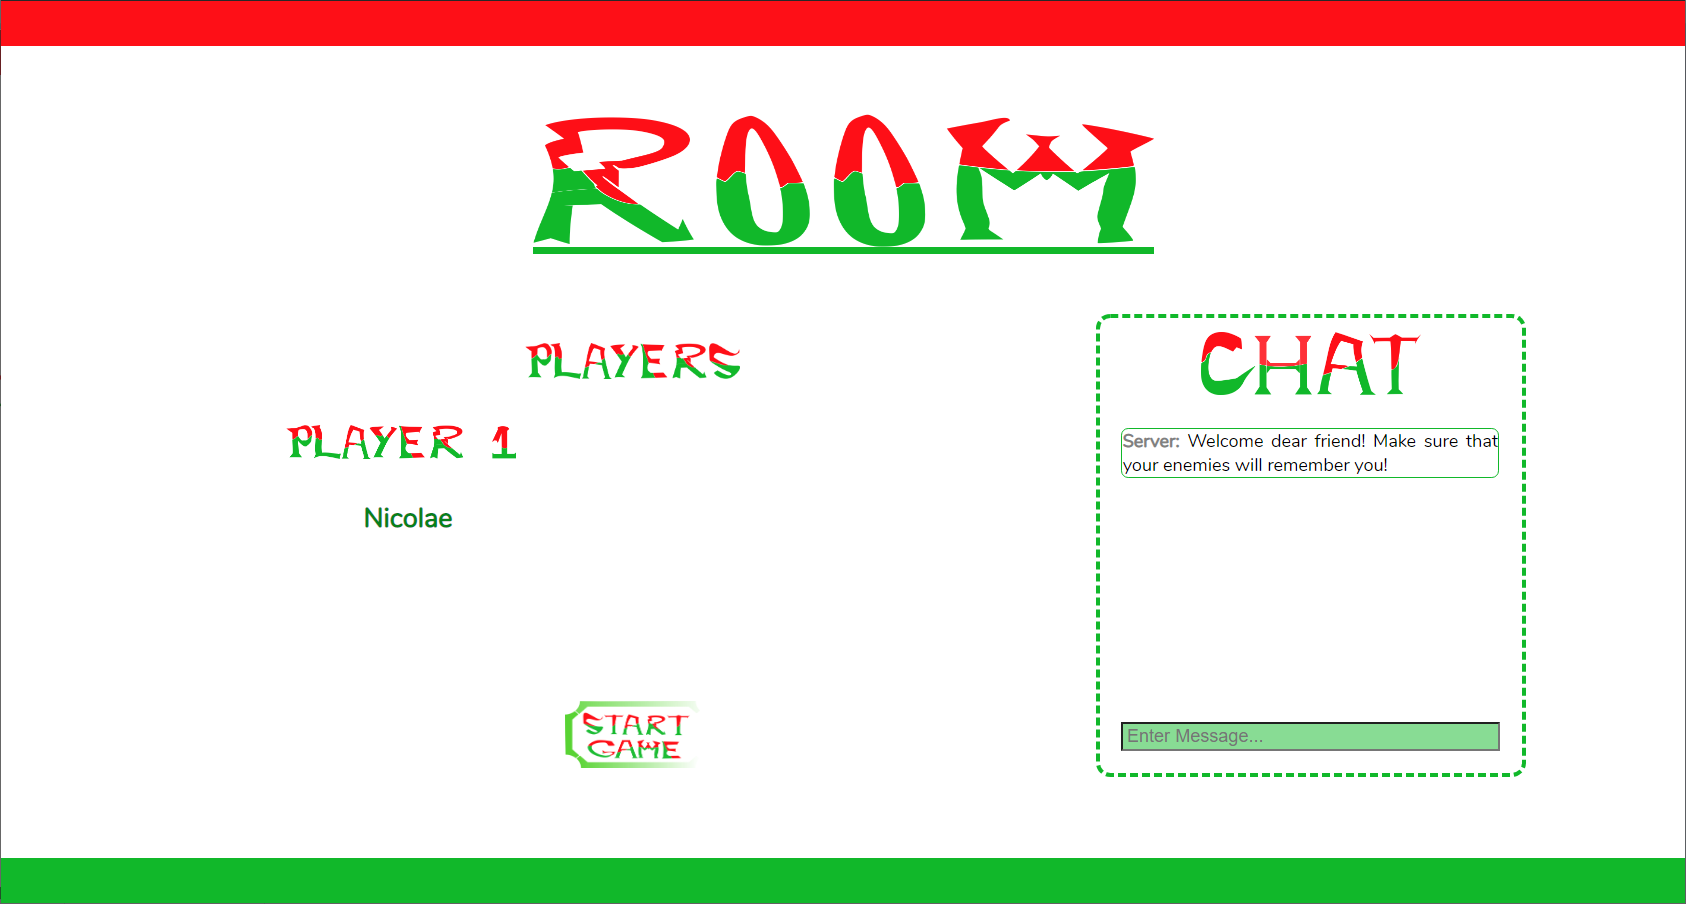 ROOM
PLAYERS
PLAYER 1
Nicolae
START
GAME
CHAT
Server: Welcome dear friend! Make sure that
your enemies will remember you!
Enter Message...